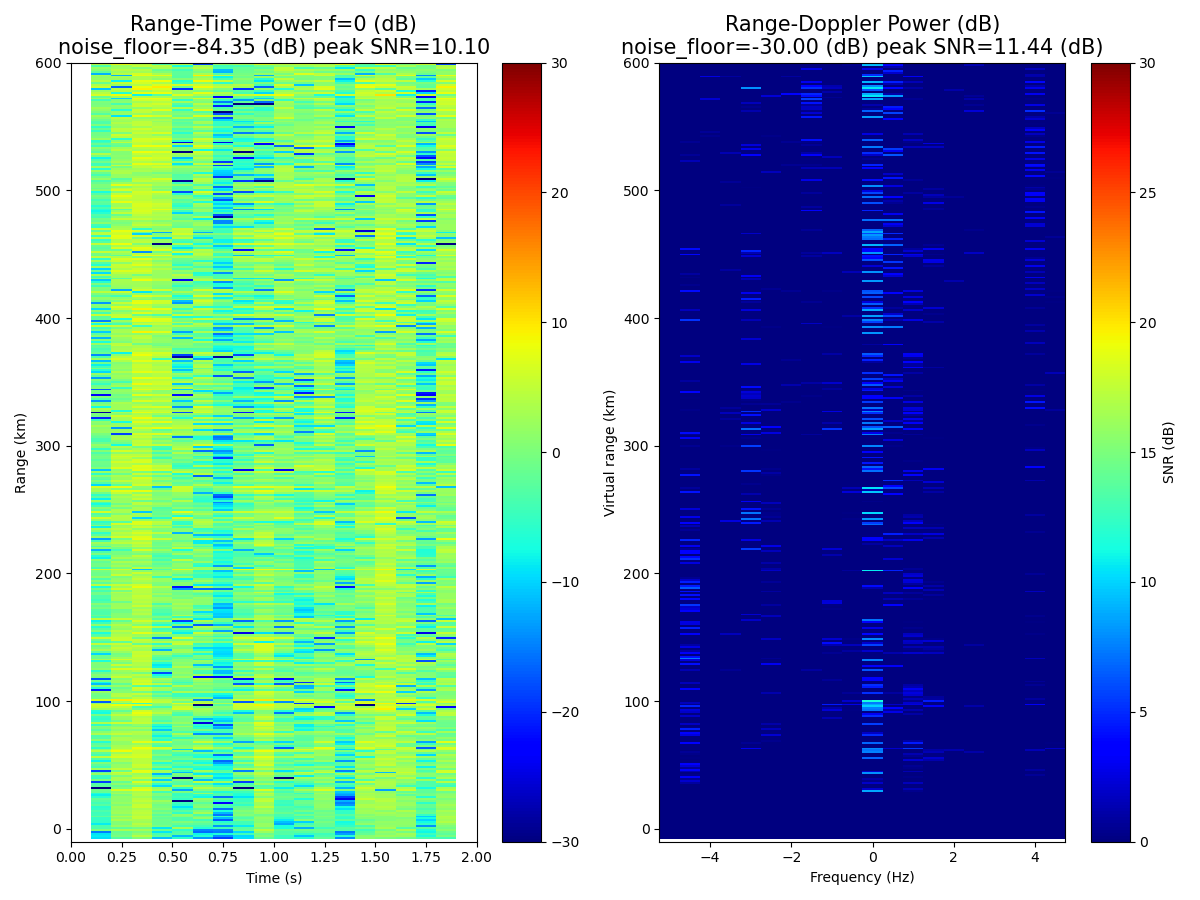 Range-Time Power f=0 (dB)
noise_floor=-84.35 (dB) peak SNR=10.10
600
500
400
300
200
100
0
Range (km)
0.00 0.25 0.50 0.75 1.00 1.25 1.50 1.75 2.00
Time (s)
30
20
10
0
−10
−20
−30
Range-Doppler Power (dB)
noise_floor=-30.00 (dB) peak SNR=11.44 (dB)
600
500
400
300
200
100
0
Virtual range (km)
−4 −2 0 2 4
Frequency (Hz)
30
25
20
15
10
5
0
SNR (dB)